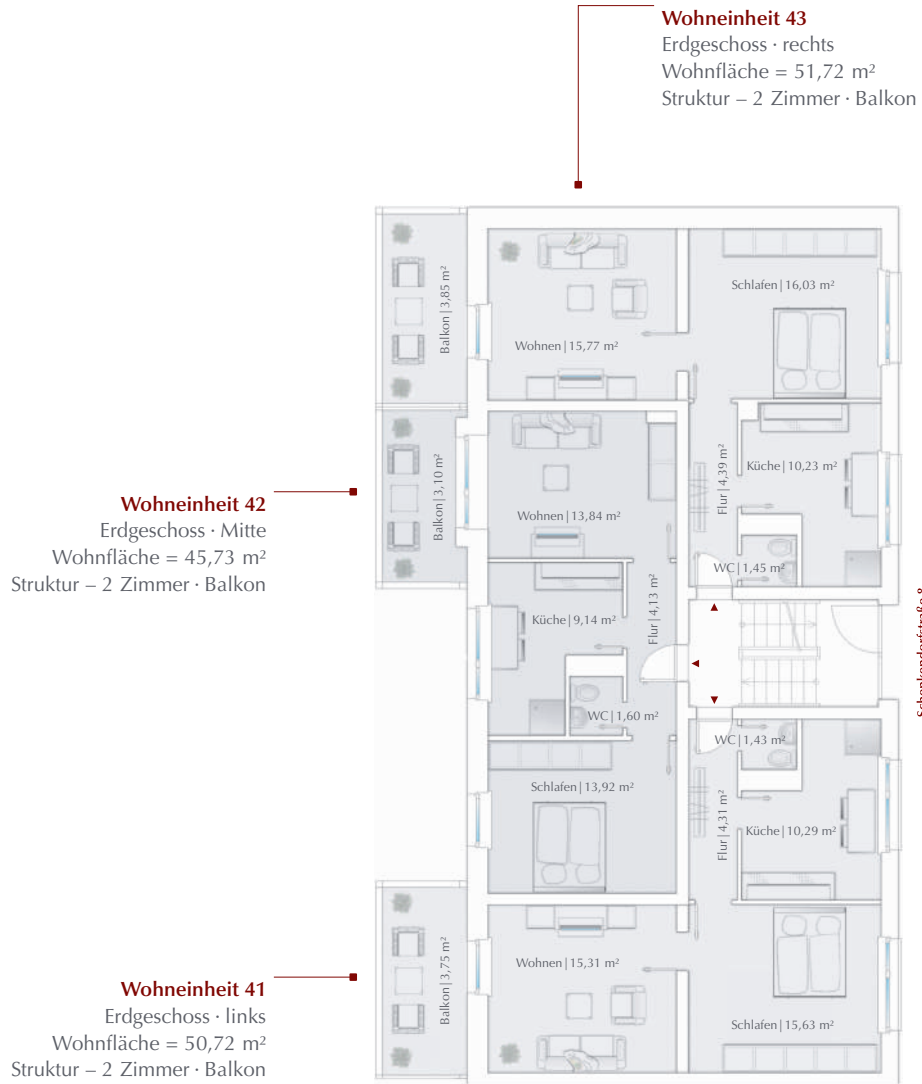 Wohneinheit 43
Erdgeschoss · rechts
Wohnfläche = 51,72 m²
Struktur – 2 Zimmer · Balkon
Balkon | 3,85 m²
Wohnen | 15,77 m²
Schlafen | 16,03 m²
Flur | 4,39 m²
Küche | 10,23 m²
WC | 1,45 m²
Wohneinheit 42
Erdgeschoss · Mitte
Wohnfläche = 45,73 m²
Struktur – 2 Zimmer · Balkon
Balkon | 3,10 m²
Wohnen | 13,84 m²
Küche | 9,14 m²
Flur | 4,13 m²
WC | 1,60 m²
Schlafen | 13,92 m²
Schenkendorfstraße 8
WC | 1,43 m²
Flur | 4,31 m²
Küche | 10,29 m²
Wohneinheit 41
Erdgeschoss · links
Wohnfläche = 50,72 m²
Struktur – 2 Zimmer · Balkon
Balkon | 3,75 m²
Wohnen | 15,31 m²
Schlafen | 15,63 m²